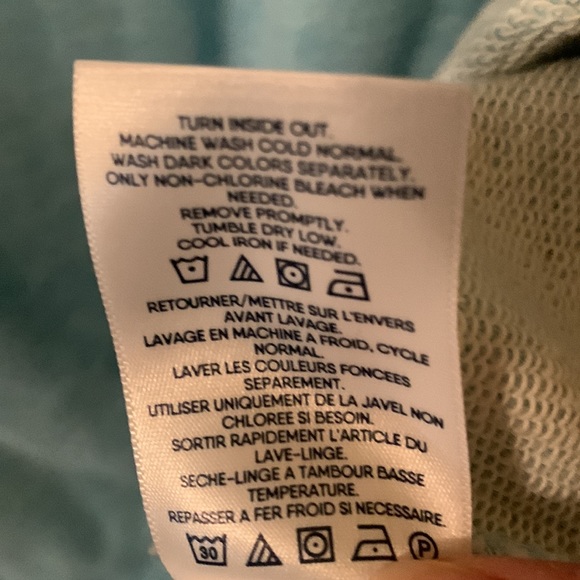 TURN INSIDE OUT.
MACHINE WASH COLD NORMAL.
WASH DARK COLORS SEPARATELY.
ONLY NON-CHLORINE BLEACH WHEN
NEEDED.
REMOVE PROMPTLY.
TUMBLE DRY LOW.
COOL IRON IF NEEDED.
RETOURNER/METTRE SUR L'ENVERS
AVANT LAVAGE.
LAVAGE EN MACHINE A FROID, CYCLE
NORMAL.
LAVER LES COULEURS FONCEES
SEPAREMENT.
UTILISER UNIQUEMENT DE LA JAVEL NON
CHLOREE SI BESOIN.
SORTIR RAPIDEMENT L'ARTICLE DU
LAVE-LINGE.
SECHE-LINGE A TAMBOUR BASSE
TEMPERATURE.
REPASSER A FER FROID SI NECESSAIRE.
30 P